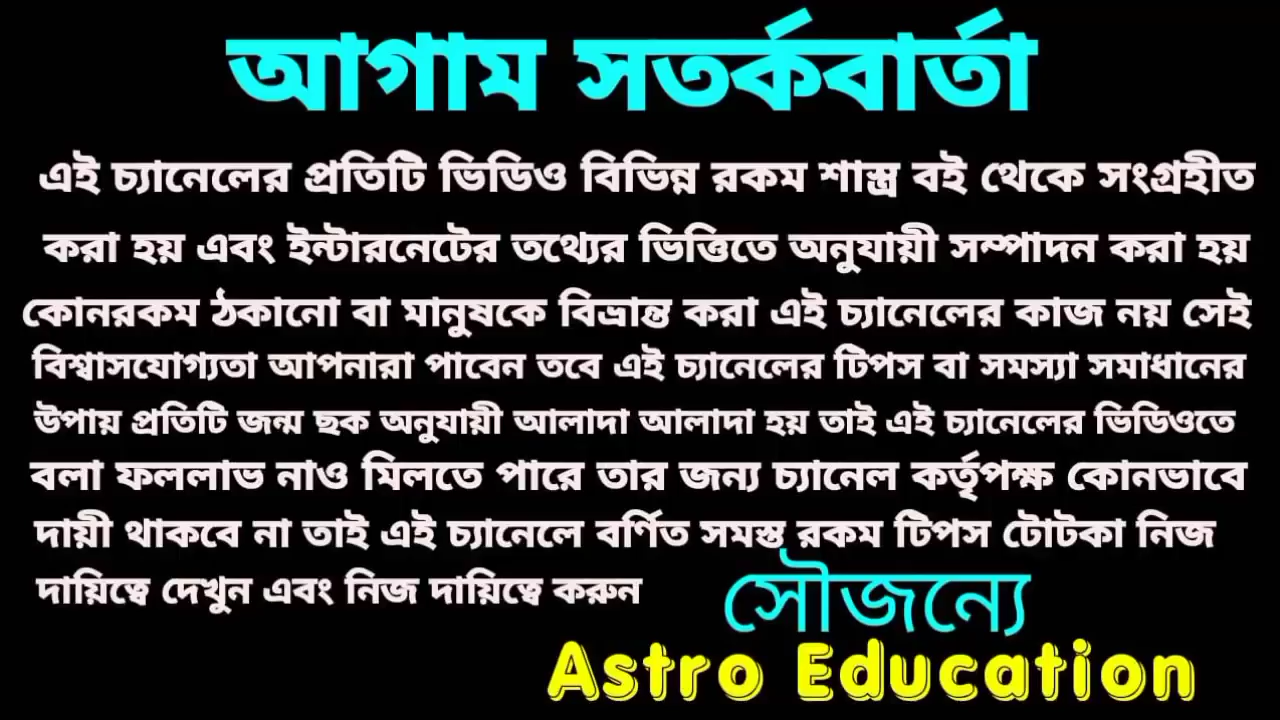 আগাম সতর্কবার্তা
এই চ্যানেলের প্রতিটি ভিডিও বিভিন্ন রকম শাস্ত্র বই থেকে সংগ্রহীত
করা হয় এবং ইন্টারনেটের তথ্যের ভিত্তিতে অনুযায়ী সম্পাদন করা হয়
কোনরকম ঠকানো বা মানুষকে বিভ্রান্ত করা এই চ্যানেলের কাজ নয় সেই
বিশ্বাসযোগ্যতা আপনারা পাবেন তবে এই চ্যানেলের টিপস বা সমস্যা সমাধানের
উপায় প্রতিটি জন্ম ছক অনুযায়ী আলাদা আলাদা হয় তাই এই চ্যানেলের ভিডিওতে
বলা ফললাভ নাও মিলতে পারে তার জন্য চ্যানেল কর্তৃপক্ষ কোনভাবে
দায়ী থাকবে না তাই এই চ্যানেলে বর্ণিত সমস্ত রকম টিপস টোটকা নিজ
দায়িত্বে দেখুন এবং নিজ দায়িত্বে করুন
সৌজন্যে
Astro Education